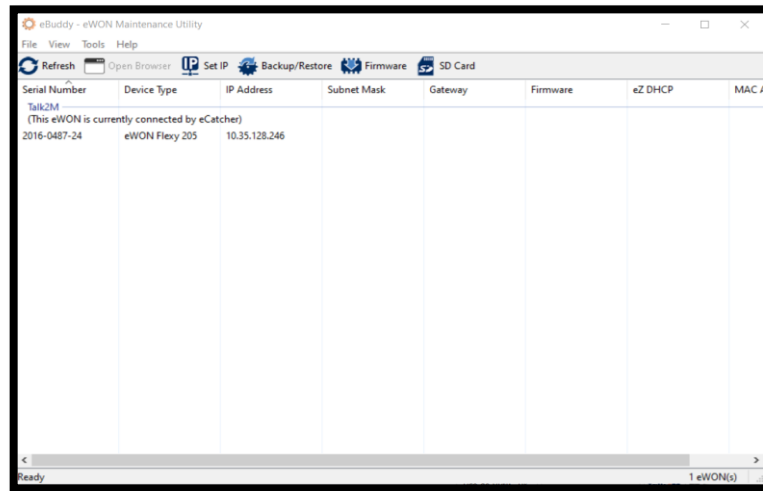 eBuddy - eWON Maintenance Utility
File View Tools Help
Refresh Open Browser Set IP Backup/Restore Firmware SD Card
Serial Number Device Type IP Address Subnet Mask Gateway Firmware eZ DHCP MAC A
Talk2M
(This eWON is currently connected by eCatcher)
2016-0487-24 eWON Flexy 205 10.35.128.246
Ready 1 eWON(s)